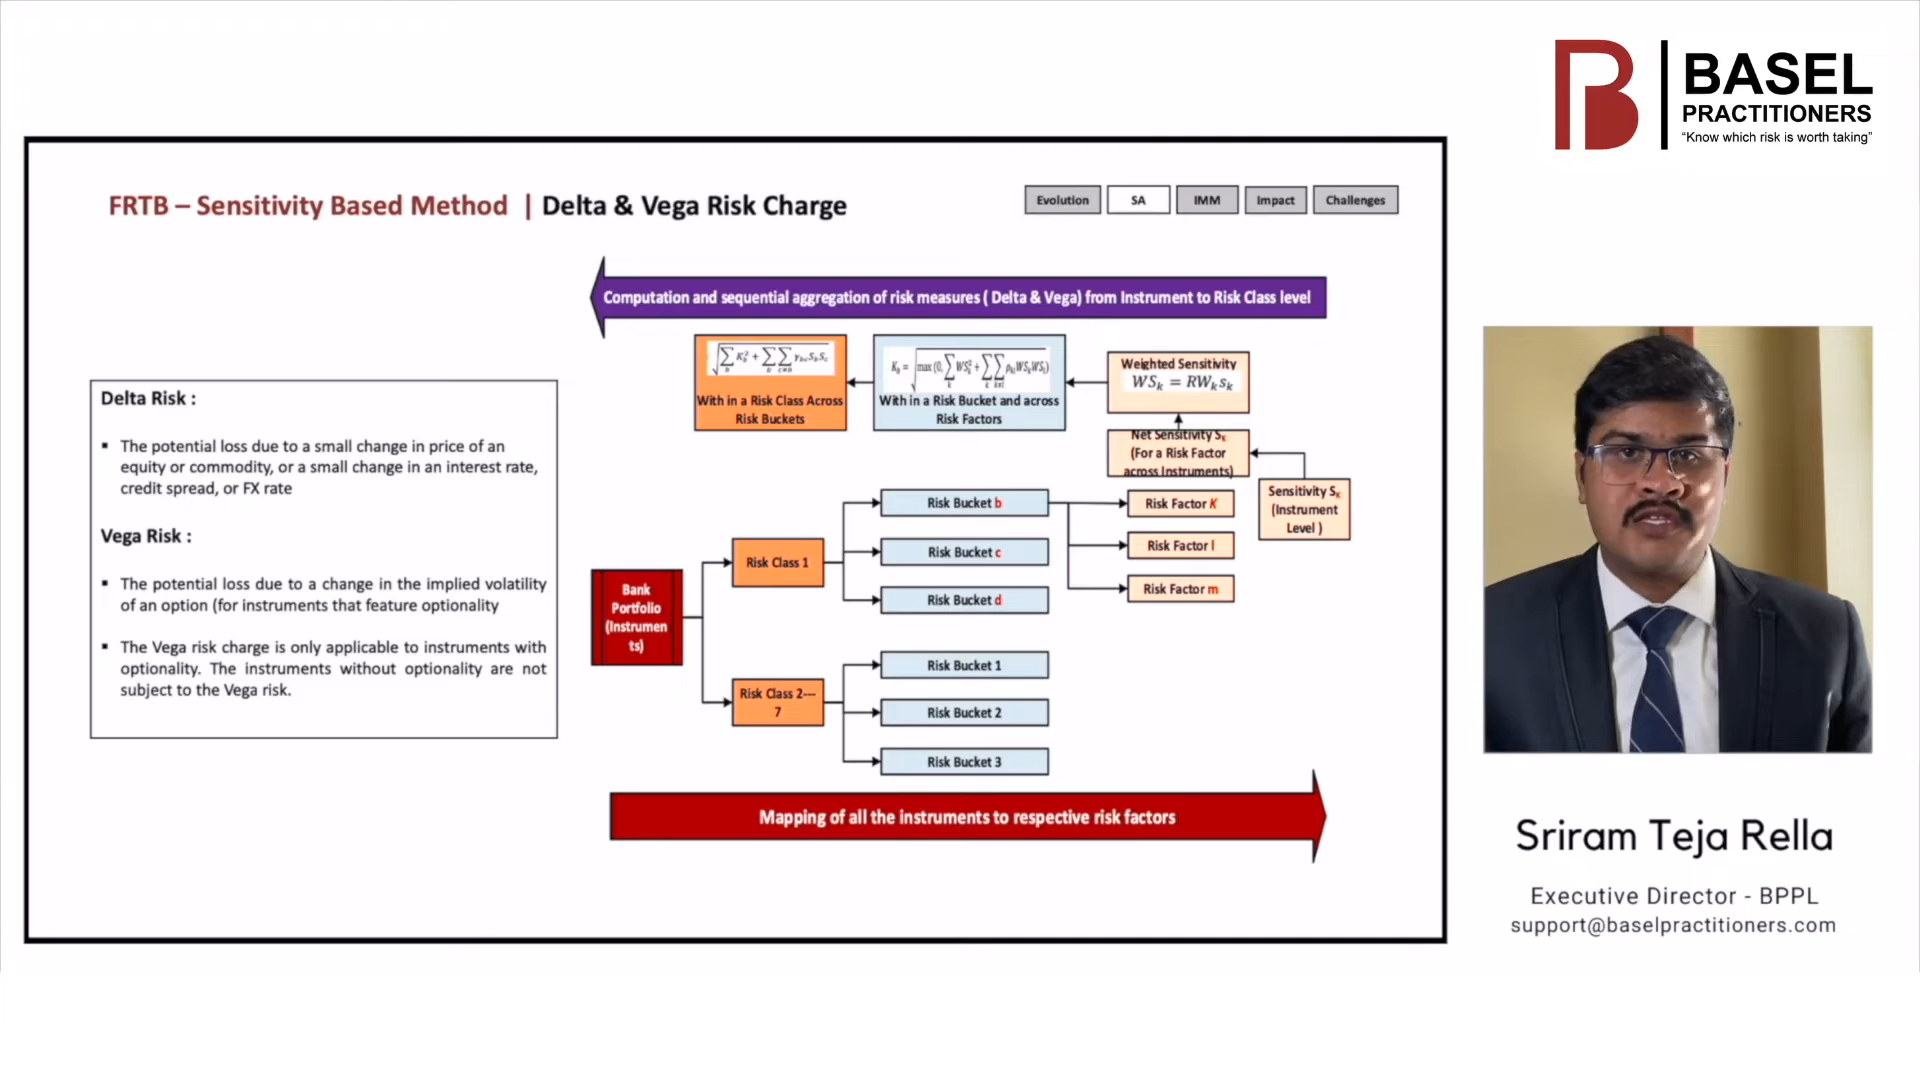 BASEL
PRACTITIONERS
“Know which risk is worth taking”
FRTB – Sensitivity Based Method | Delta & Vega Risk Charge
Evolution
SA
IMM
Impact
Challenges
Computation and sequential aggregation of risk measures ( Delta & Vega) from Instrument to Risk Class level
With in a Risk Class Across
Risk Buckets
With in a Risk Bucket and across
Risk Factors
Weighted Sensitivity
WSₖ = RWₖsₖ
Net Sensitivity Sₖ
(For a Risk Factor
across Instruments)
Sensitivity Sₖ
(Instrument
Level )
Delta Risk :
▪ The potential loss due to a small change in price of an
equity or commodity, or a small change in an interest rate,
credit spread, or FX rate
Vega Risk :
▪ The potential loss due to a change in the implied volatility
of an option (for instruments that feature optionality
▪ The Vega risk charge is only applicable to instruments with
optionality. The instruments without optionality are not
subject to the Vega risk.
Bank
Portfolio
(Instrumen
ts)
Risk Class 1
Risk Class 2---
7
Risk Bucket b
Risk Bucket c
Risk Bucket d
Risk Bucket 1
Risk Bucket 2
Risk Bucket 3
Risk Factor K
Risk Factor l
Risk Factor m
Mapping of all the instruments to respective risk factors
Sriram Teja Rella
Executive Director - BPPL
support@baselpractitioners.com